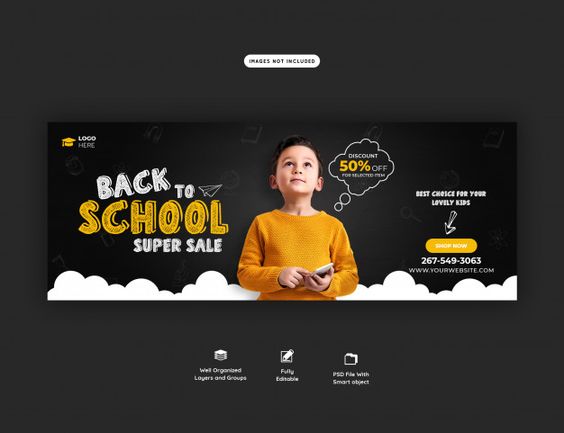 IMAGES NOT INCLUDED
LOGO
HERE
BACK TO
SCHOOL
SUPER SALE
DISCOUNT
50% OFF
FOR SELECTED ITEM
BEST CHOICE FOR YOUR
LOVELY KIDS
SHOP NOW
267-549-3063
WWW.YOURWEBSITE.COM
Well Organized
Layers and Groups
Fully
Editable
PSD File With
Smart object